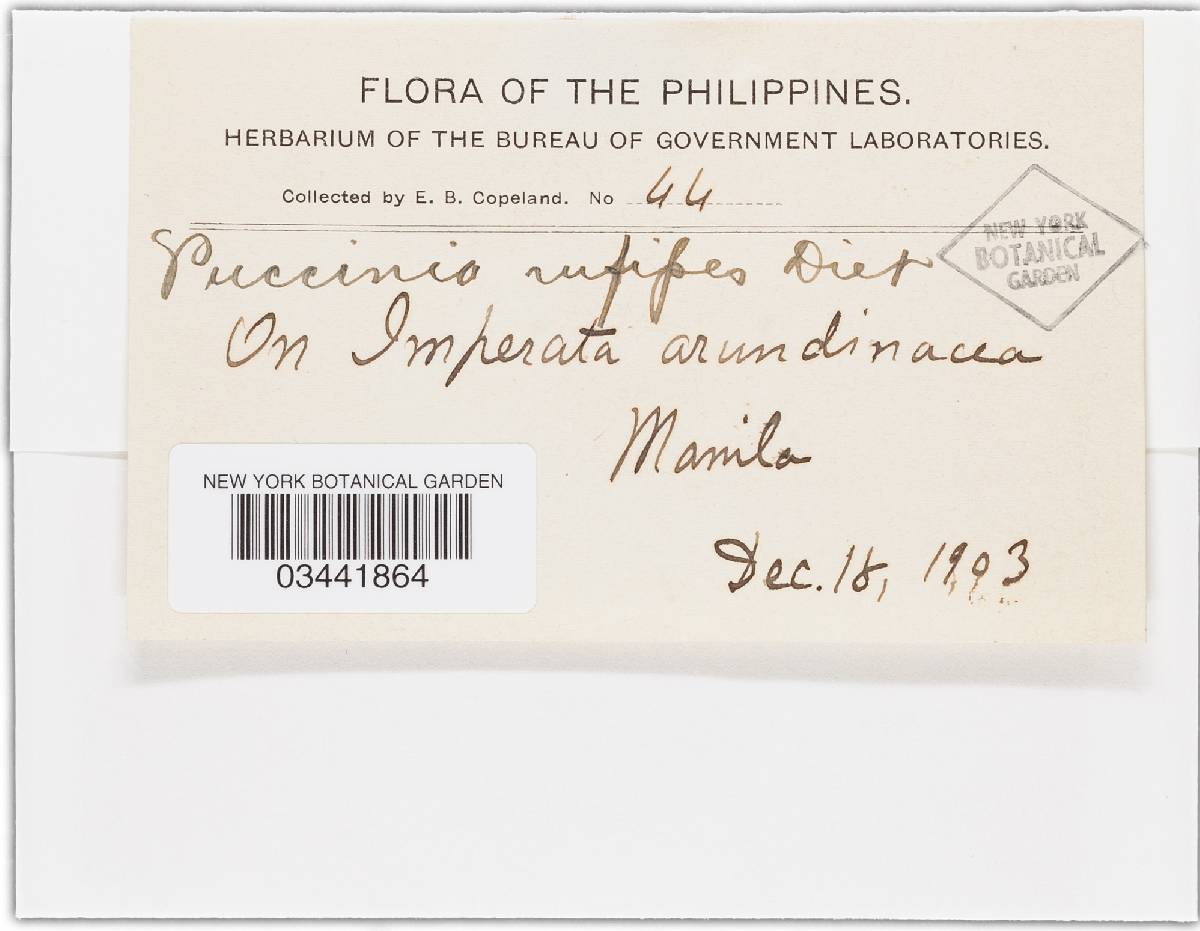 FLORA OF THE PHILIPPINES.
HERBARIUM OF THE BUREAU OF GOVERNMENT LABORATORIES.
Collected by E. B. Copeland. No 44
NEW YORK
BOTANICAL
GARDEN
Puccinia rufipes Diet
On Imperata arundinacea
Manila
Dec. 18, 1903
NEW YORK BOTANICAL GARDEN
03441864